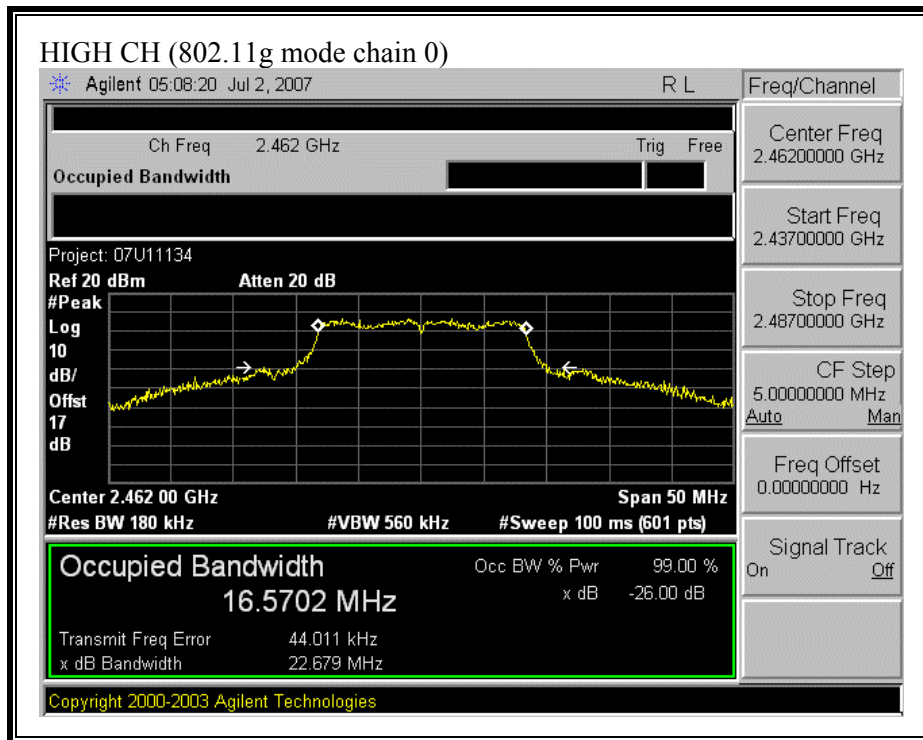 HIGH CH (802.11g mode chain 0)
Agilent 05:08:20 Jul 2, 2007 R L
Ch Freq 2.462 GHz Trig Free
Occupied Bandwidth
Project: 07U11134
Ref 20 dBm Atten 20 dB
#Peak
Log
10
dB/
Offst
17
dB
Center 2.462 00 GHz Span 50 MHz
#Res BW 180 kHz #VBW 560 kHz #Sweep 100 ms (601 pts)
Occupied Bandwidth Occ BW % Pwr 99.00 %
16.5702 MHz x dB -26.00 dB
Transmit Freq Error 44.011 kHz
x dB Bandwidth 22.679 MHz
Copyright 2000-2003 Agilent Technologies
Freq/Channel
Center Freq
2.46200000 GHz
Start Freq
2.43700000 GHz
Stop Freq
2.48700000 GHz
CF Step
5.00000000 MHz
Auto Man
Freq Offset
0.00000000 Hz
Signal Track
On Off